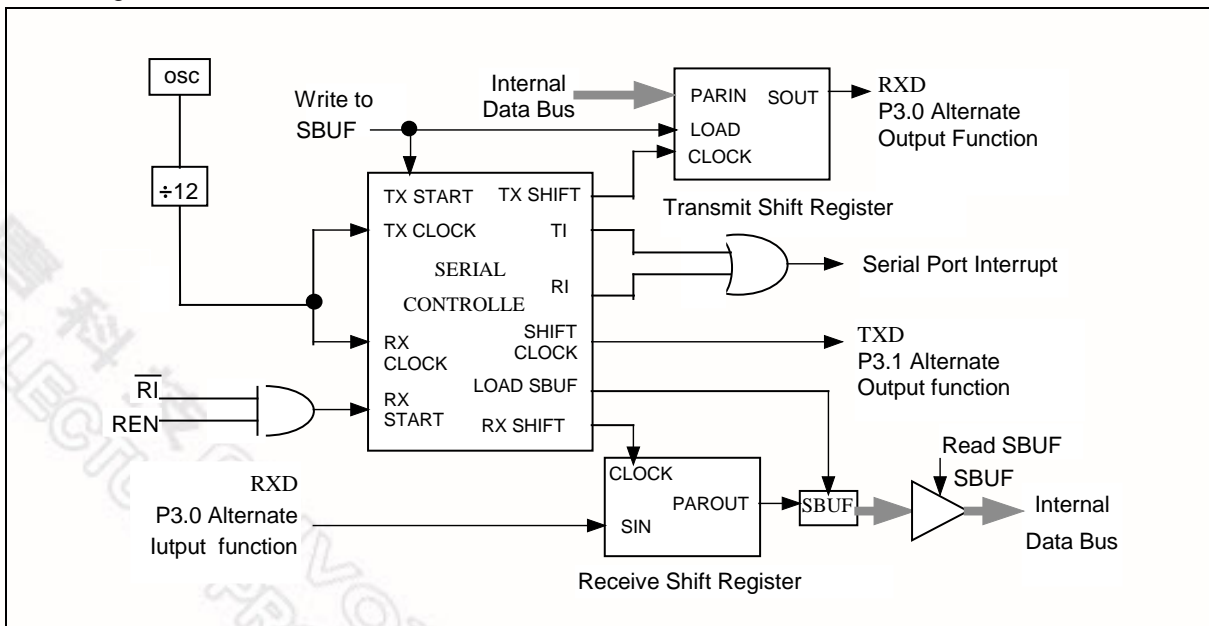 osc
÷12
Write to
SBUF
Internal
Data Bus
PARIN
SOUT
LOAD
CLOCK
RXD
P3.0 Alternate
Output Function
Transmit Shift Register
TX START
TX SHIFT
TX CLOCK
TI
SERIAL
CONTROLLE
RI
Serial Port Interrupt
RX
CLOCK
SHIFT
CLOCK
TXD
P3.1 Alternate
Output function
RI
REN
RX
START
LOAD SBUF
RX SHIFT
RXD
P3.0 Alternate
Iutput function
CLOCK
PAROUT
SIN
Receive Shift Register
SBUF
Read SBUF
SBUF
Internal
Data Bus